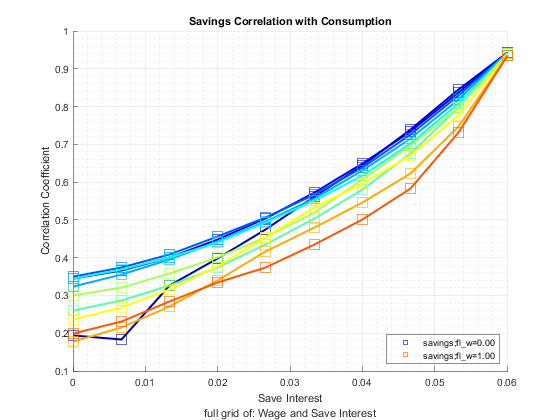 Savings Correlation with Consumption
1
0.9
0.8
0.7
0.6
0.5
0.4
0.3
0.2
0.1
Correlation Coefficient
savings;fl_w=0.00
savings;fl_w=1.00
0
0.01
0.02
0.03
0.04
0.05
0.06
Save Interest
full grid of: Wage and Save Interest